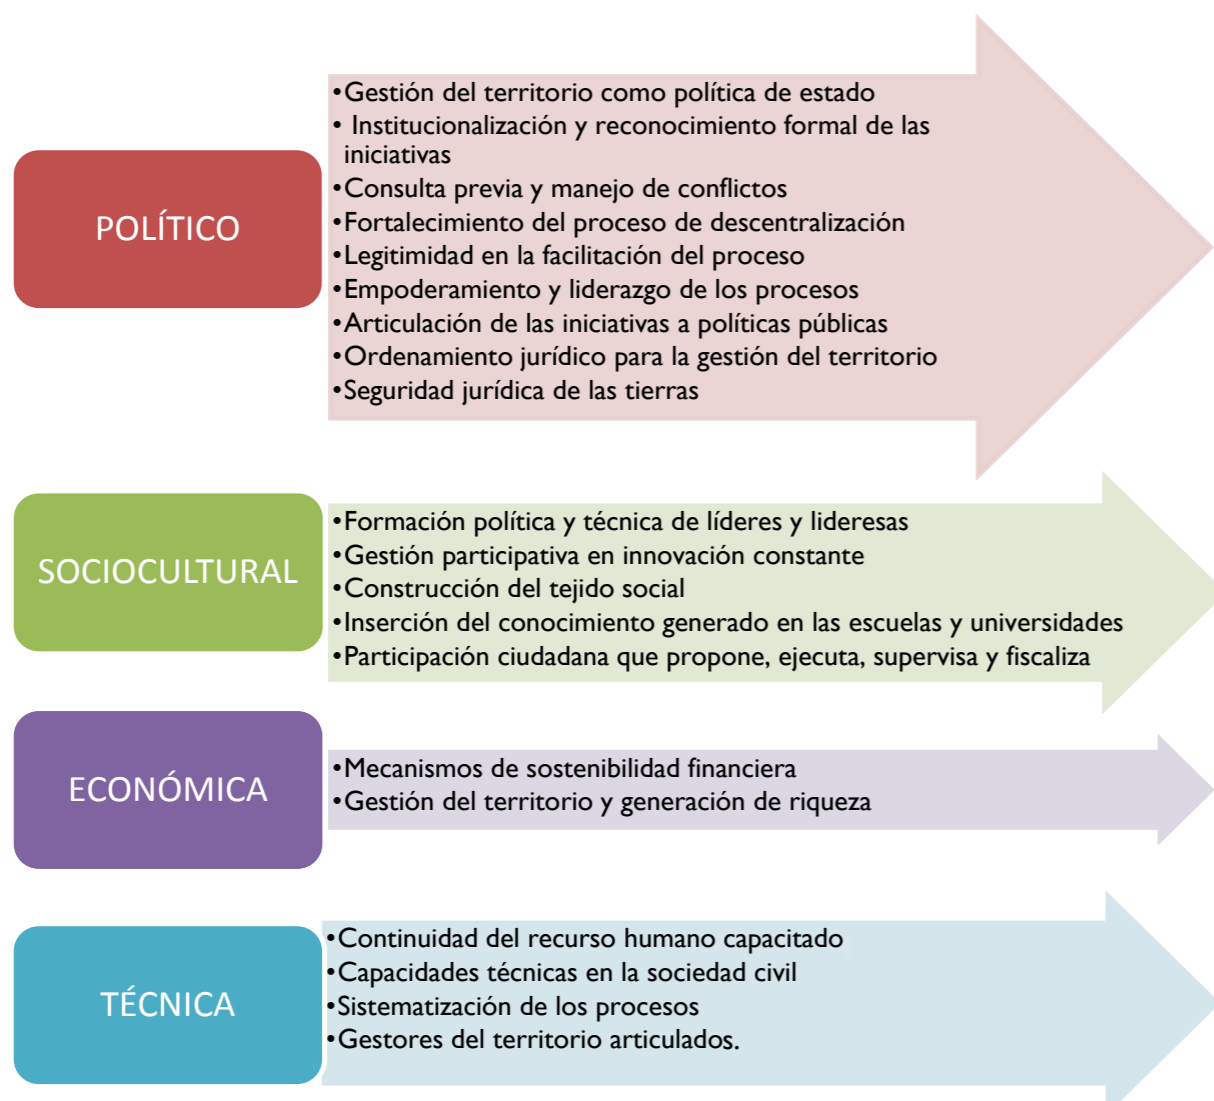 POLÍTICO
•Gestión del territorio como política de estado
• Institucionalización y reconocimiento formal de las
iniciativas
•Consulta previa y manejo de conflictos
•Fortalecimiento del proceso de descentralización
•Legitimidad en la facilitación del proceso
•Empoderamiento y liderazgo de los procesos
•Articulación de las iniciativas a políticas públicas
•Ordenamiento jurídico para la gestión del territorio
•Seguridad jurídica de las tierras
SOCIOCULTURAL
•Formación política y técnica de líderes y lideresas
•Gestión participativa en innovación constante
•Construcción del tejido social
•Inserción del conocimiento generado en las escuelas y universidades
•Participación ciudadana que propone, ejecuta, supervisa y fiscaliza
ECONÓMICA
•Mecanismos de sostenibilidad financiera
•Gestión del territorio y generación de riqueza
TÉCNICA
•Continuidad del recurso humano capacitado
•Capacidades técnicas en la sociedad civil
•Sistematización de los procesos
•Gestores del territorio articulados.